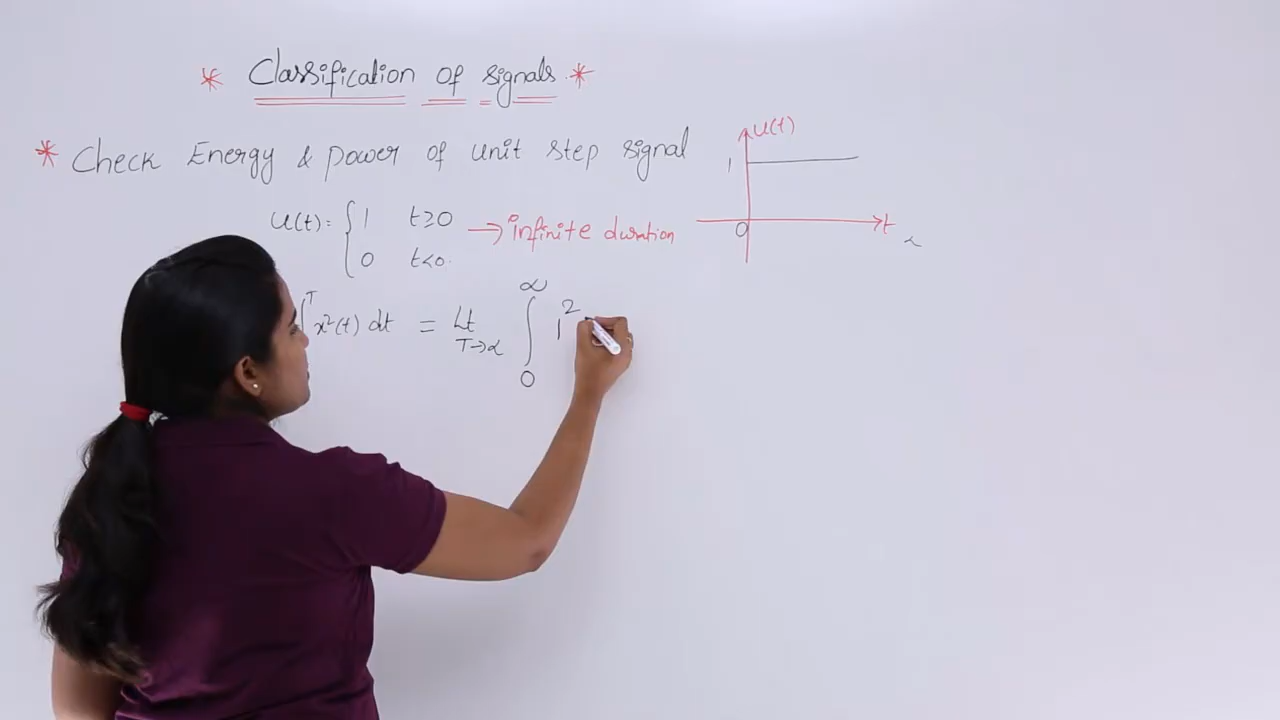 * Classification of signals *
* Check Energy & power of unit step signal
u(t)
1
0
t
∝
u(t) = { 1 t≥0 → infinite duration
0 t<0.
∫ᵀ x²(t) dt = Lt T→∝ ∫₀^∞ 1²